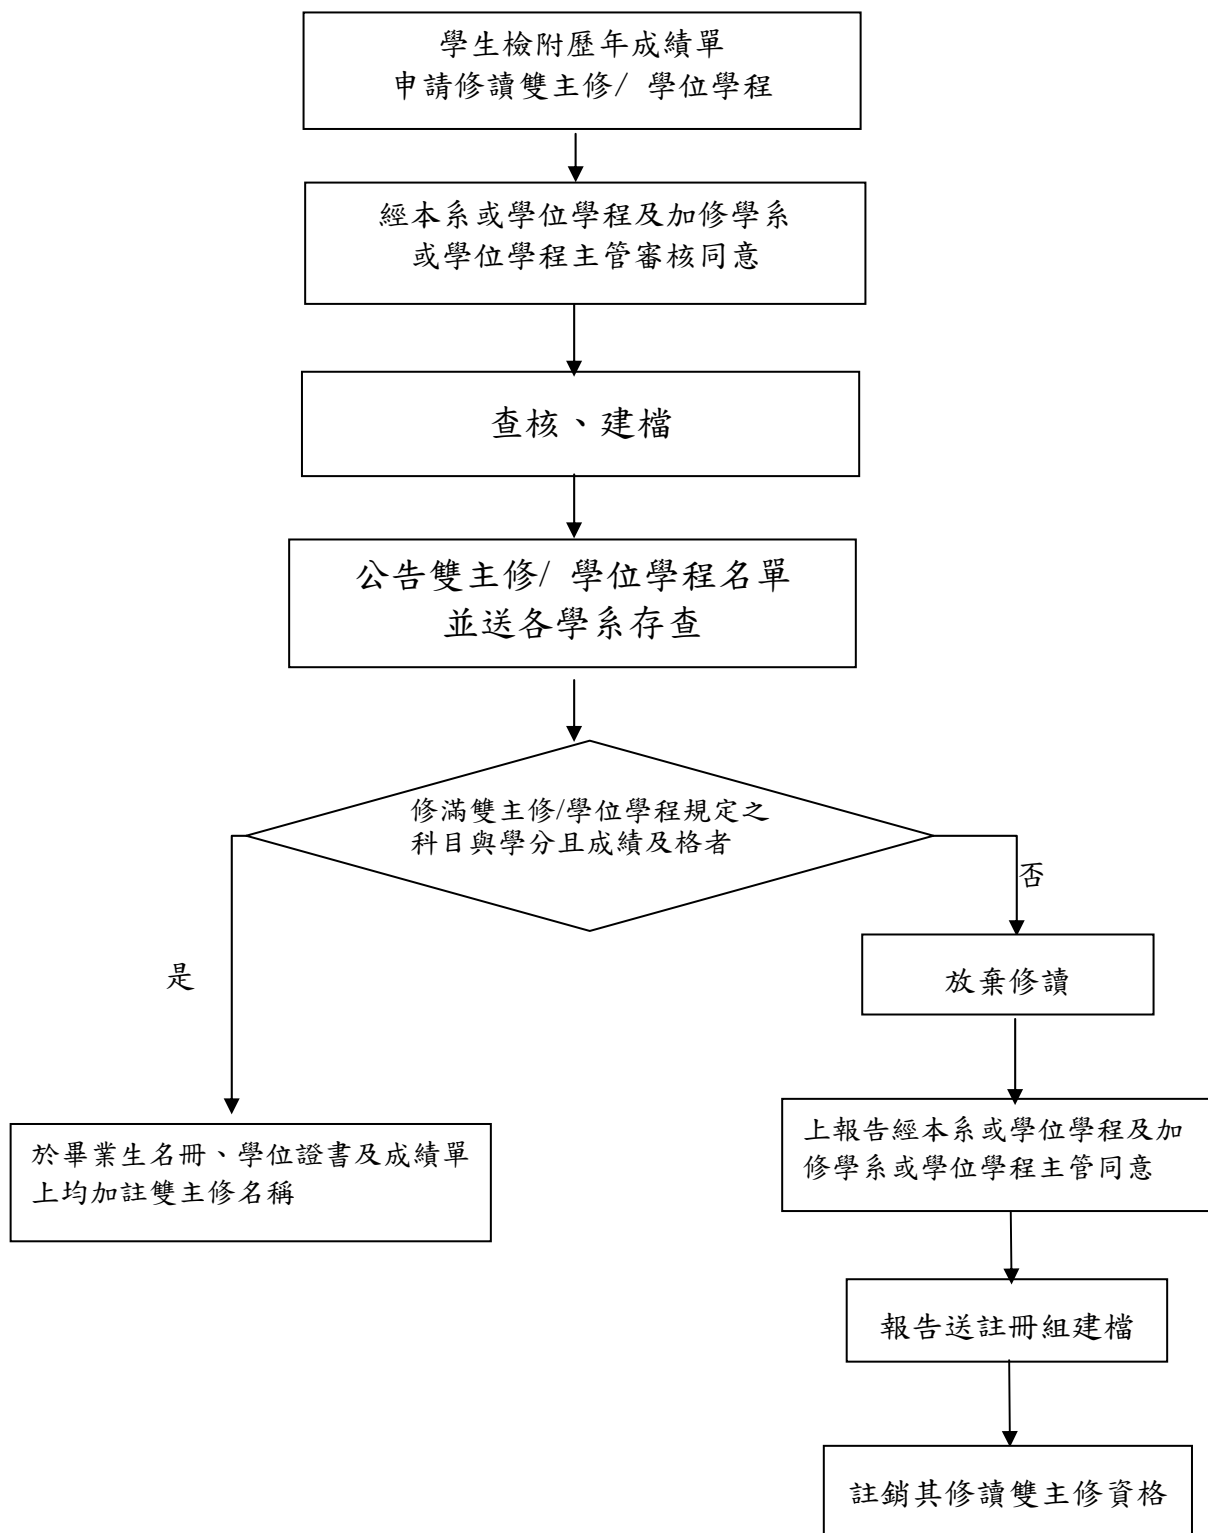 學生檢附歷年成績單
申請修讀雙主修/ 學位學程
經本系或學位學程及加修學系
或學位學程主管審核同意
查核、建檔
公告雙主修/ 學位學程名單
並送各學系存查
修滿雙主修/學位學程規定之
科目與學分且成績及格者
否
是
放棄修讀
上報告經本系或學位學程及加
修學系或學位學程主管同意
於畢業生名冊、學位證書及成績單
上均加註雙主修名稱
報告送註冊組建檔
註銷其修讀雙主修資格